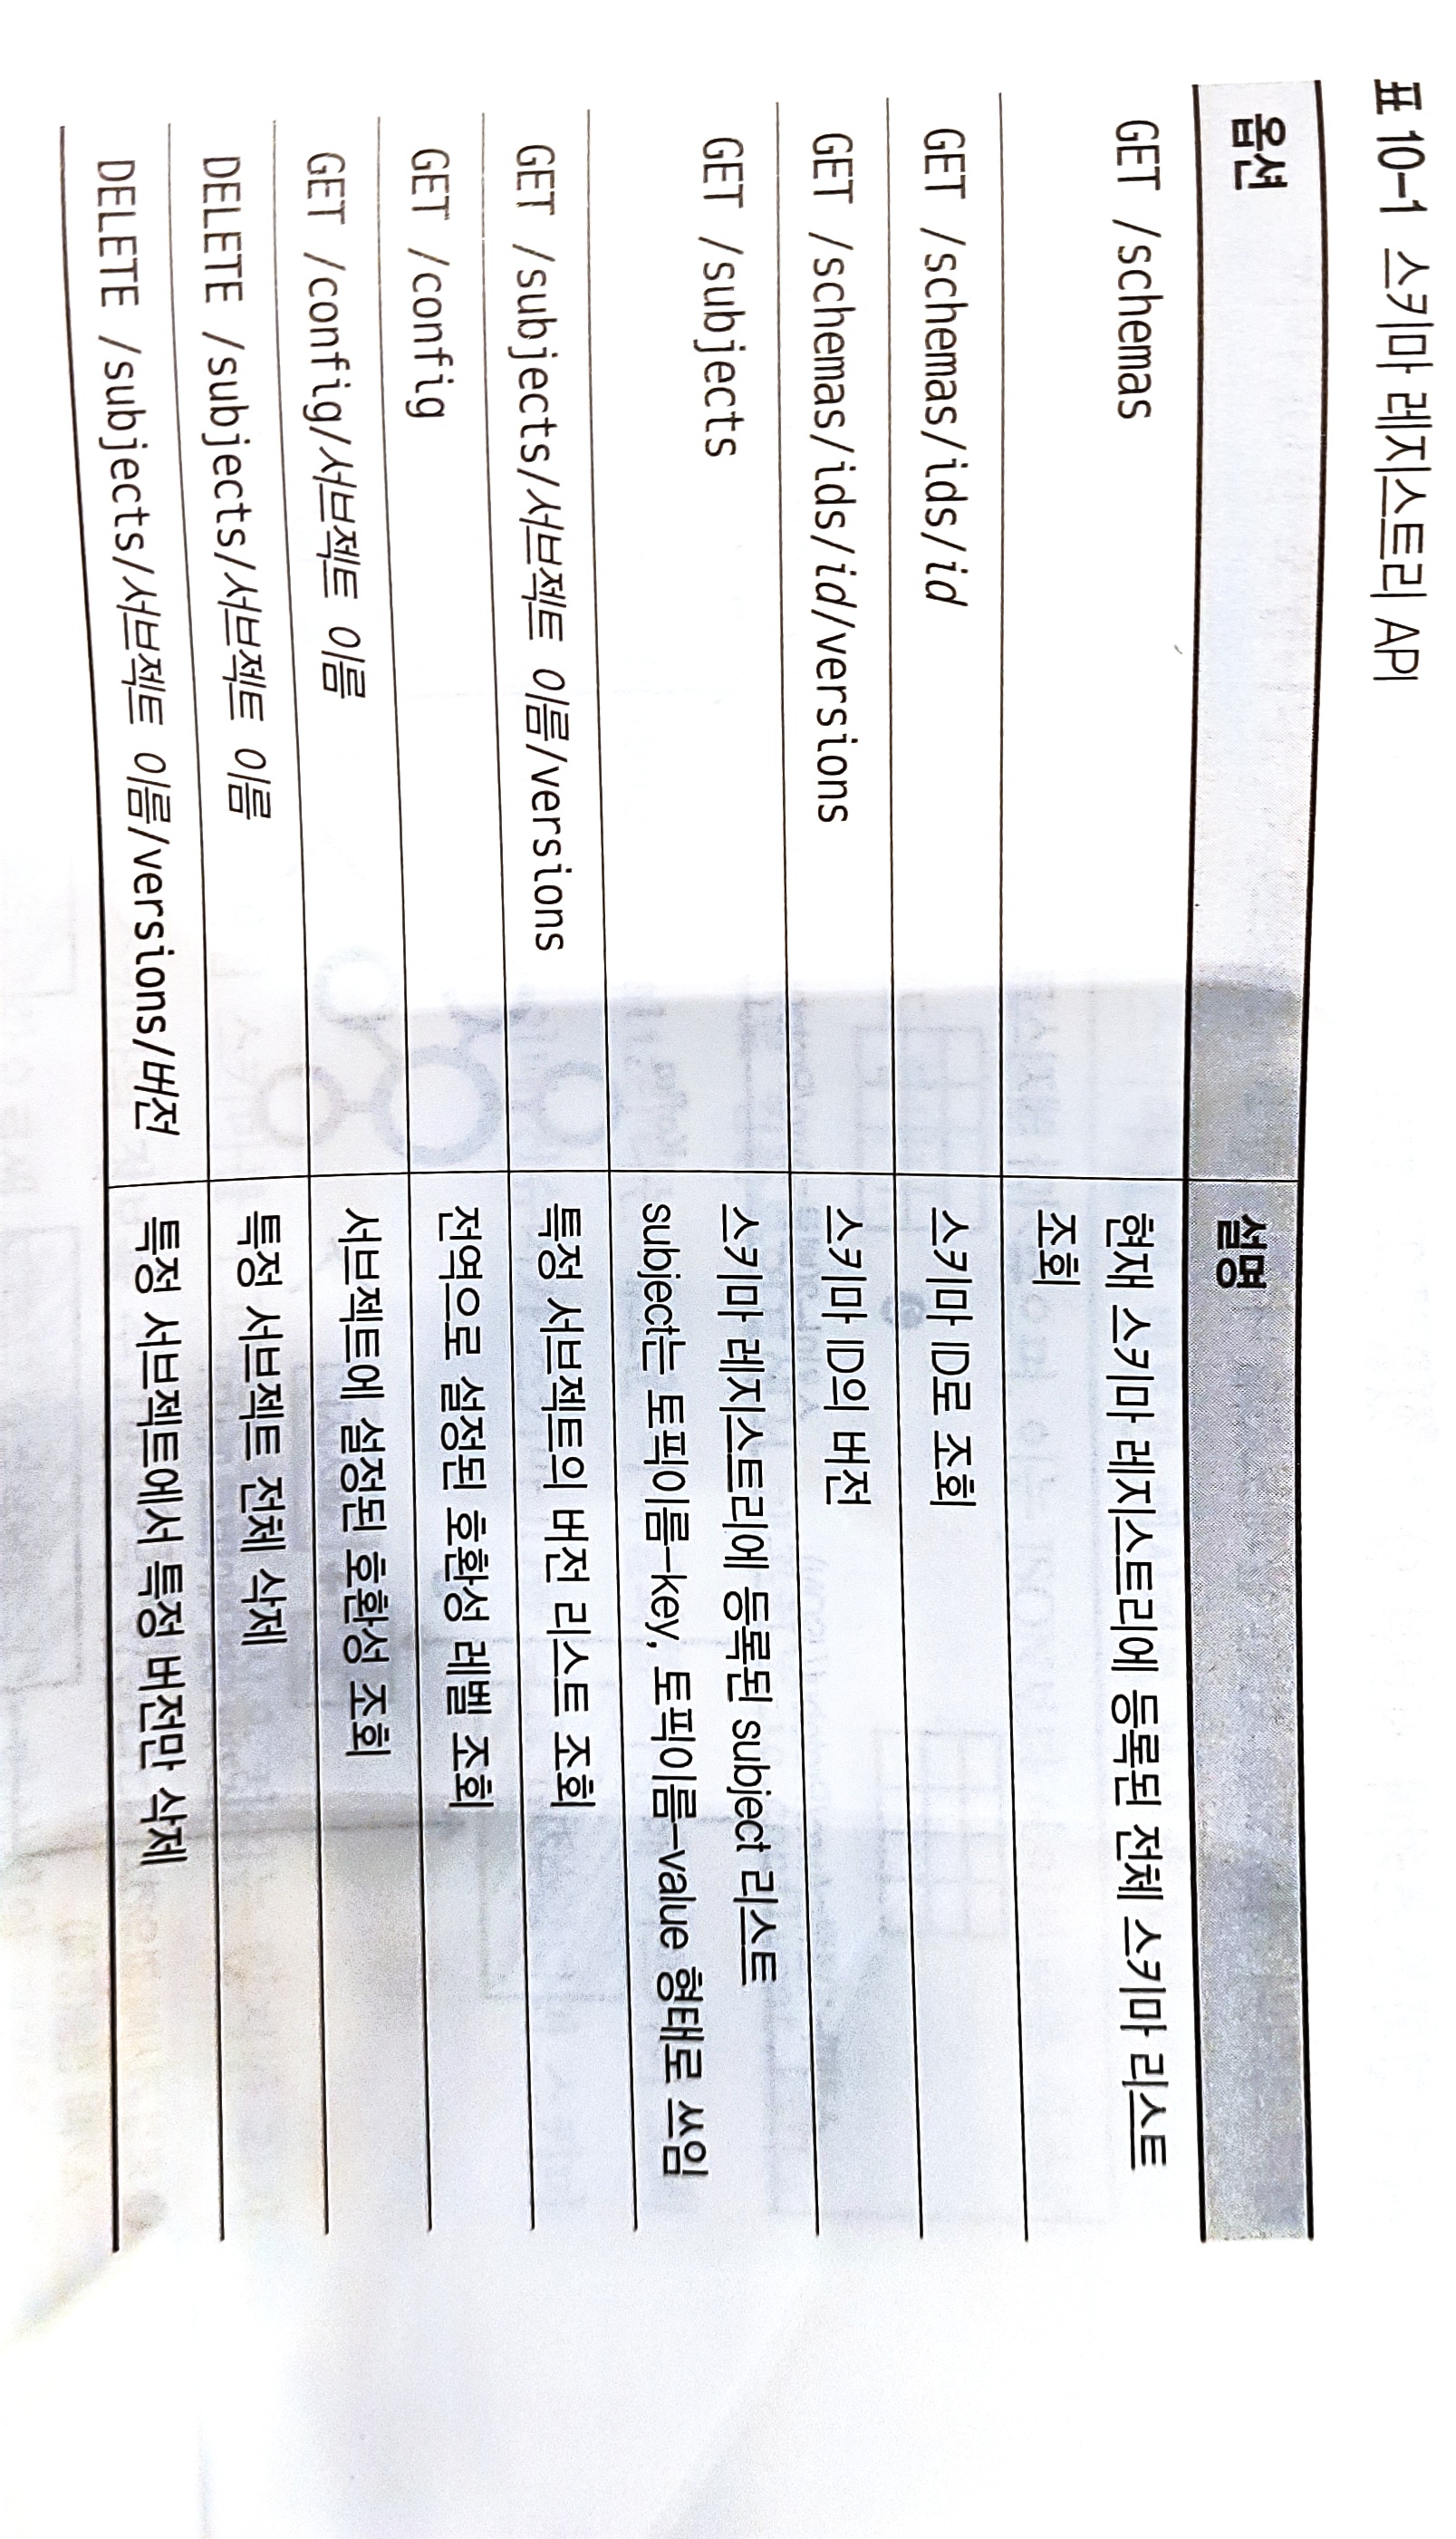 표 10-1 스키마 레지스트리 API
옵션 설명
GET /schemas 현재 스키마 레지스트리에 등록된 전체 스키마 리스트
조회
GET /schemas/ids/id 스키마 ID로 조회
GET /schemas/ids/id/versions 스키마 ID의 버전
GET /subjects 스키마 레지스트리에 등록된 subject 리스트
subject는 토픽이름-key, 토픽이름-value 형태로 쓰임
GET /subjects/서브젝트 이름/versions 특정 서브젝트의 버전 리스트 조회
GET /config 전역으로 설정된 호환성 레벨 조회
GET /config/서브젝트 이름 서브젝트에 설정된 호환성 조회
DELETE /subjects/서브젝트 이름 특정 서브젝트 전체 삭제
DELETE /subjects/서브젝트 이름/versions/버전 특정 서브젝트에서 특정 버전만 삭제